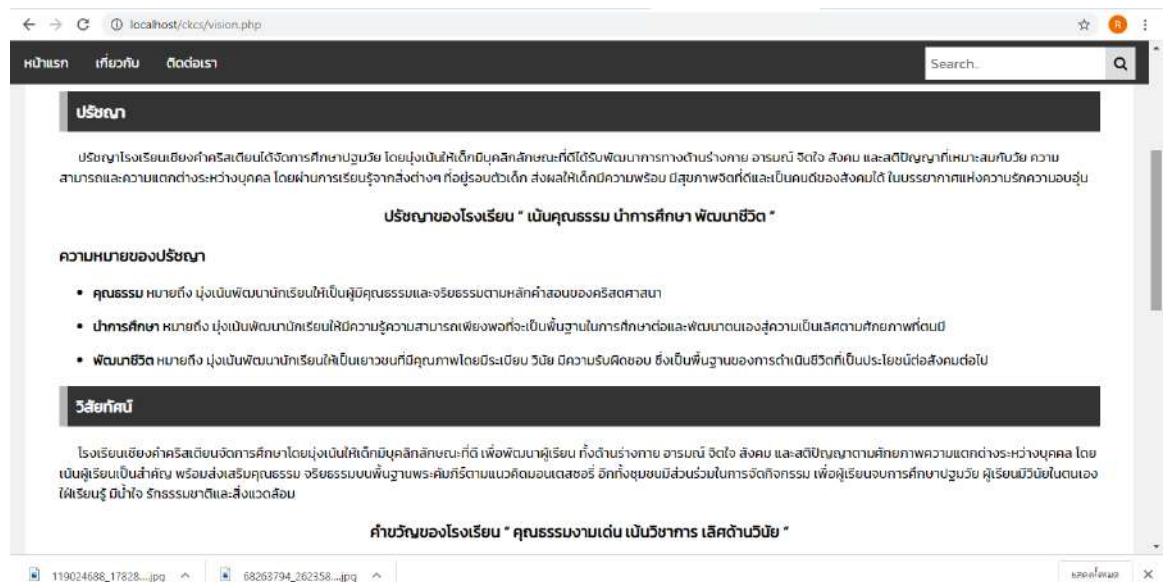 localhost/ckcs/vision.php
หน้าแรก เกี่ยวกับ ติดต่อเรา Search..
ปรัชญา
ปรัชญาโรงเรียนเชียงคำคริสเตียนได้จัดการศึกษาปฐมวัย โดยมุ่งเน้นให้เด็กมีบุคลิกลักษณะที่ดีได้รับพัฒนาการทางด้านร่างกาย อารมณ์ จิตใจ สังคม และสติปัญญาที่เหมาะสมกับวัย ความ
สามารถและความแตกต่างระหว่างบุคคล โดยผ่านการเรียนรู้จากสิ่งต่างๆ ที่อยู่รอบตัวเด็ก ส่งผลให้เด็กมีความพร้อม มีสุขภาพจิตที่ดีและเป็นคนดีของสังคมได้ ในบรรยากาศแห่งความรักความอบอุ่น
ปรัชญาของโรงเรียน " เน้นคุณธรรม นำการศึกษา พัฒนาชีวิต "
ความหมายของปรัชญา
• คุณธรรม หมายถึง มุ่งเน้นพัฒนานักเรียนให้เป็นผู้มีคุณธรรมและจริยธรรมตามหลักคำสอนของคริสตศาสนา
• นำการศึกษา หมายถึง มุ่งเน้นพัฒนานักเรียนให้มีความรู้ความสามารถเพียงพอที่จะเป็นพื้นฐานในการศึกษาต่อและพัฒนาตนเองสู่ความเป็นเลิศตามศักยภาพที่ตนมี
• พัฒนาชีวิต หมายถึง มุ่งเน้นพัฒนานักเรียนให้เป็นเยาวชนที่มีคุณภาพโดยมีระเบียบ วินัย มีความรับผิดชอบ ซึ่งเป็นพื้นฐานของการดำเนินชีวิตที่เป็นประโยชน์ต่อสังคมต่อไป
วิสัยทัศน์
โรงเรียนเชียงคำคริสเตียนจัดการศึกษาโดยมุ่งเน้นให้เด็กมีบุคลิกลักษณะที่ดี เพื่อพัฒนาผู้เรียน ทั้งด้านร่างกาย อารมณ์ จิตใจ สังคม และสติปัญญาตามศักยภาพความแตกต่างระหว่างบุคคล โดย
เน้นผู้เรียนเป็นสำคัญ พร้อมส่งเสริมคุณธรรม จริยธรรมบนพื้นฐานพระคัมภีร์ตามแนวคิดมอนเตสซอรี่ อีกทั้งชุมชนมีส่วนร่วมในการจัดกิจกรรม เพื่อผู้เรียนจบการศึกษาปฐมวัย ผู้เรียนมีวินัยในตนเอง
ใฝ่เรียนรู้ มีน้ำใจ รักธรรมชาติและสิ่งแวดล้อม
คำขวัญของโรงเรียน " คุณธรรมงามเด่น เน้นวิชาการ เลิศด้านวินัย "
119024688_17828....jpg 68263794_262358....jpg